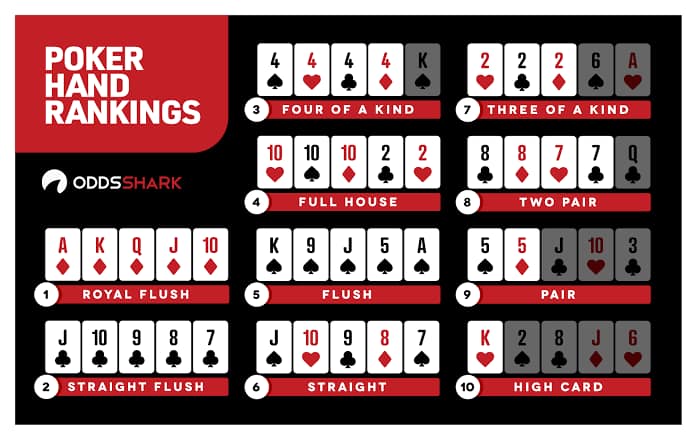 POKER
HAND
RANKINGS
ODDSSHARK
A K Q J 10
1 ROYAL FLUSH
J 10 9 8 7
2 STRAIGHT FLUSH
4 4 4 4 K
3 FOUR OF A KIND
10 10 10 2 2
4 FULL HOUSE
K 9 J 5 A
5 FLUSH
J 10 9 8 7
6 STRAIGHT
2 2 2 6 A
7 THREE OF A KIND
8 8 7 7 Q
8 TWO PAIR
5 5 J 10 3
9 PAIR
K 2 8 J 6
10 HIGH CARD